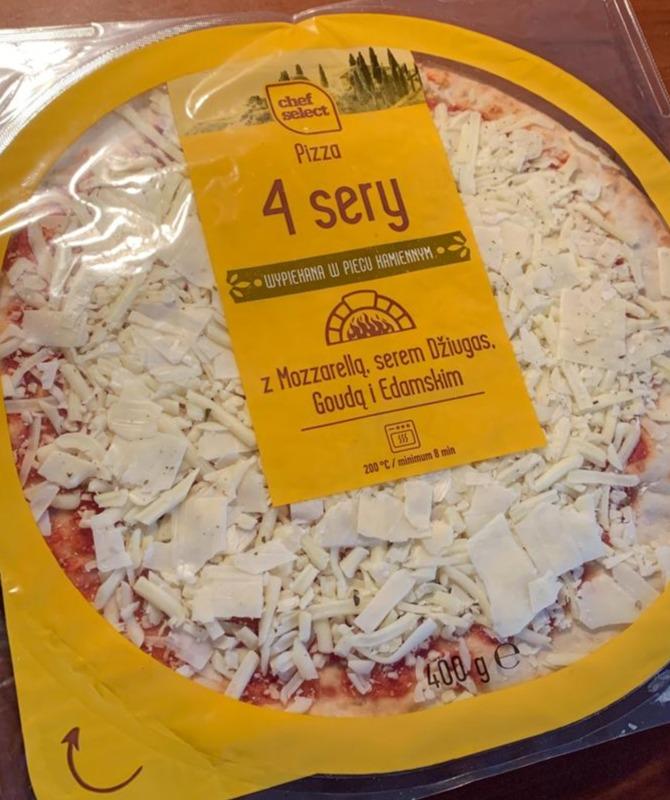 chef
select
Pizza
4 sery
WYPIEKANA W PIECU KAMIENNYM
z Mozzarellą, serem Džiugas,
Goudą i Edamskim
200 °C / minimum 8 min
400 g ℮